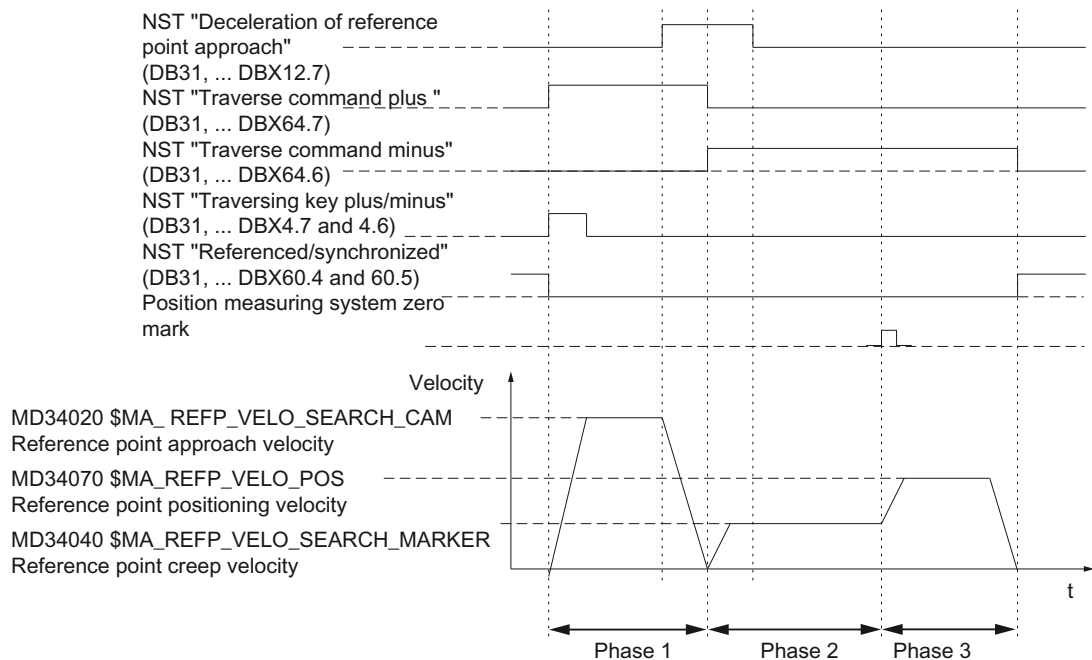 NST "Deceleration of reference
point approach"
(DB31, ... DBX12.7)
NST "Traverse command plus "
(DB31, ... DBX64.7)
NST "Traverse command minus"
(DB31, ... DBX64.6)
NST "Traversing key plus/minus"
(DB31, ... DBX4.7 and 4.6)
NST "Referenced/synchronized"
(DB31, ... DBX60.4 and 60.5)
Position measuring system zero
mark
Velocity
MD34020 $MA_ REFP_VELO_SEARCH_CAM
Reference point approach velocity
MD34070 $MA_REFP_VELO_POS
Reference point positioning velocity
MD34040 $MA_REFP_VELO_SEARCH_MARKER
Reference point creep velocity
t
Phase 1
Phase 2
Phase 3